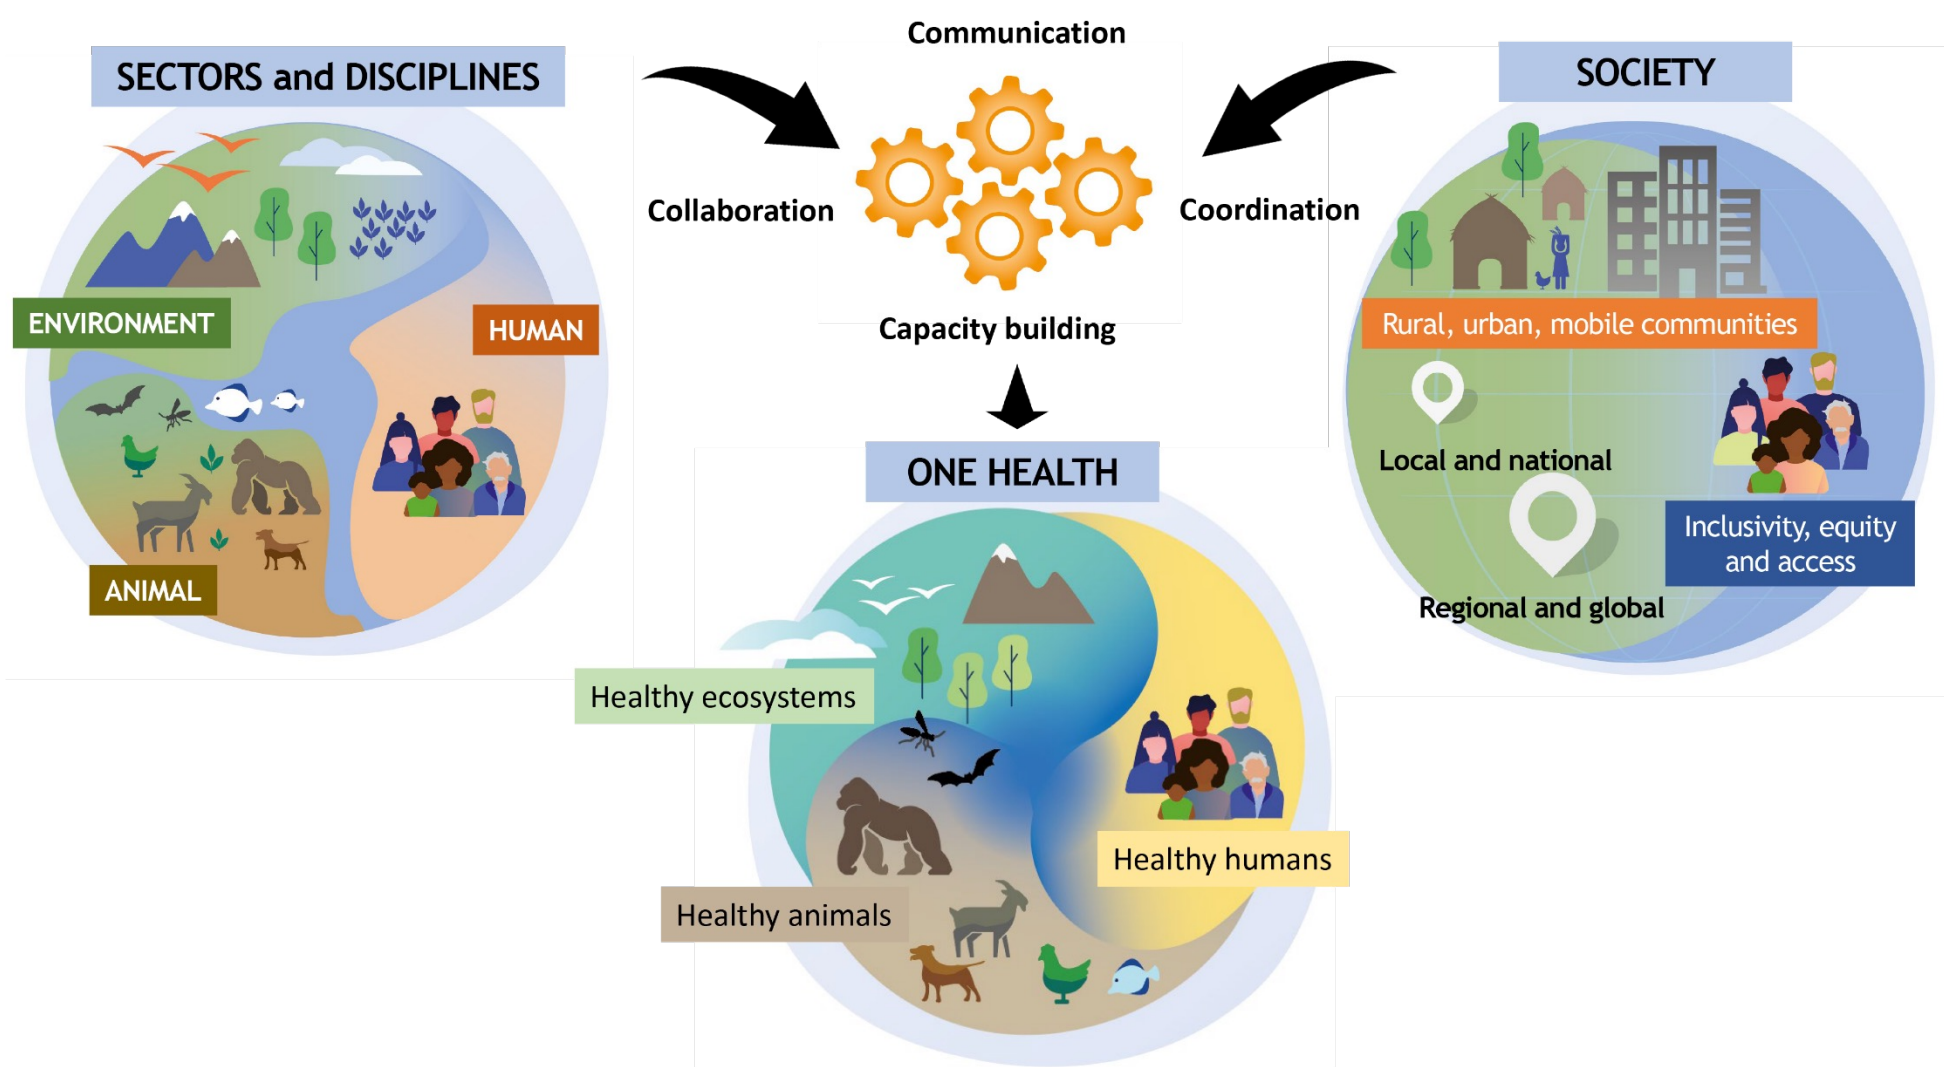 SECTORS and DISCIPLINES
ENVIRONMENT
HUMAN
ANIMAL
Communication
Collaboration
Coordination
Capacity building
SOCIETY
Rural, urban, mobile communities
Local and national
Inclusivity, equity
and access
Regional and global
ONE HEALTH
Healthy ecosystems
Healthy humans
Healthy animals